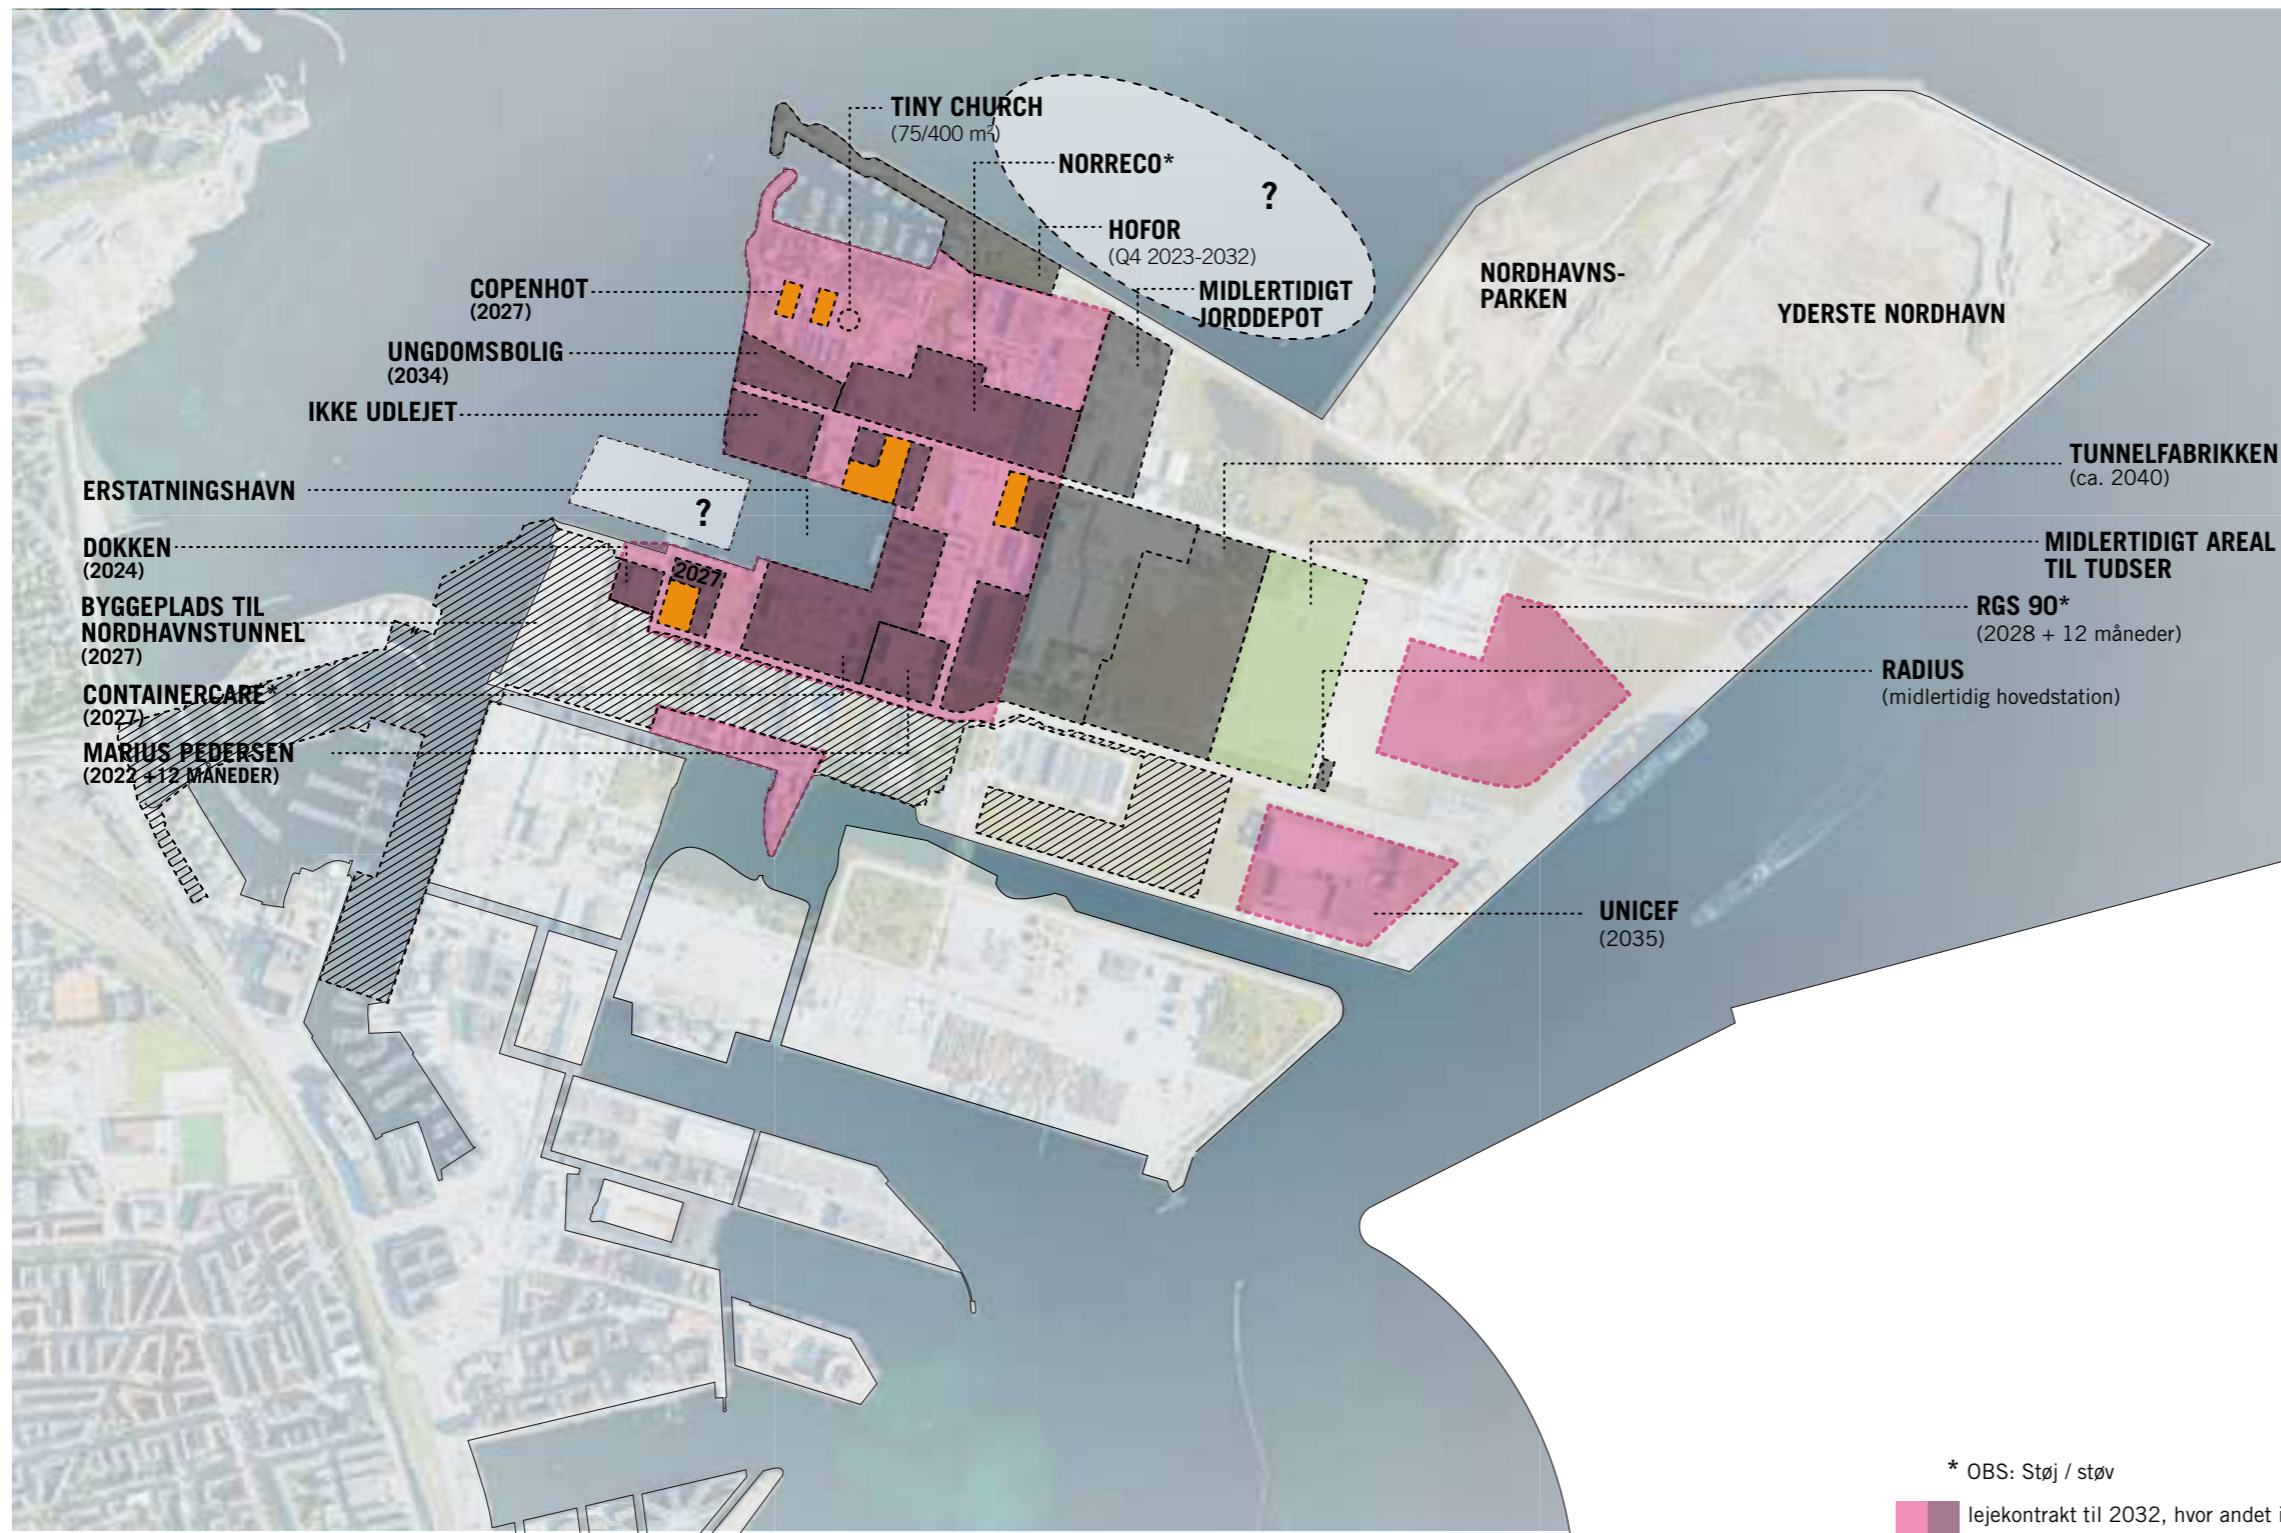 TINY CHURCH
(75/400 m²)
NORRECO*
?
HOFOR
(Q4 2023-2032)
MIDLERTIDIGT
JORDDEPOT
NORDHAVNS-
PARKEN
YDERSTE NORDHAVN
COPENHOT
(2027)
UNGDOMSBOLIG
(2034)
IKKE UDLEJET
ERSTATNINGSHAVN
?
DOKKEN
(2024)
2027
BYGGEPLADS TIL
NORDHAVNSTUNNEL
(2027)
CONTAINERCARE*
(2027)
MARIUS PEDERSEN
(2022 +12 MÅNEDER)
TUNNELFABRIKKEN
(ca. 2040)
MIDLERTIDIGT AREAL
TIL TUDSER
RGS 90*
(2028 + 12 måneder)
RADIUS
(midlertidig hovedstation)
UNICEF
(2035)
* OBS: Støj / støv
lejekontrakt til 2032, hvor andet i